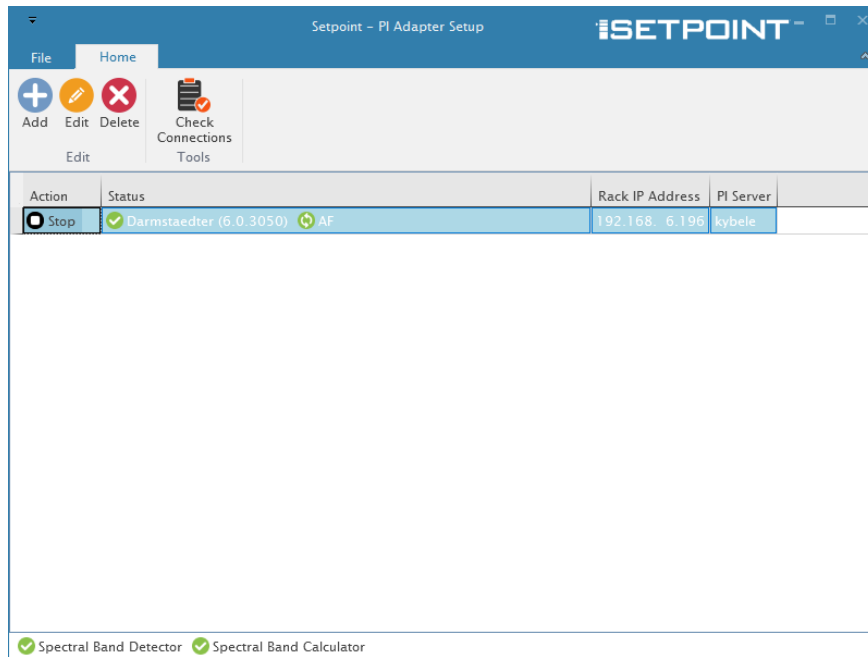 Setpoint – PI Adapter Setup
SETPOINT
File Home
Add Edit Delete Check Connections
Edit Tools
Action Status Rack IP Address PI Server
Stop Darmstaedter (6.0.3050) AF 192.168. 6.196 kybele
Spectral Band Detector Spectral Band Calculator